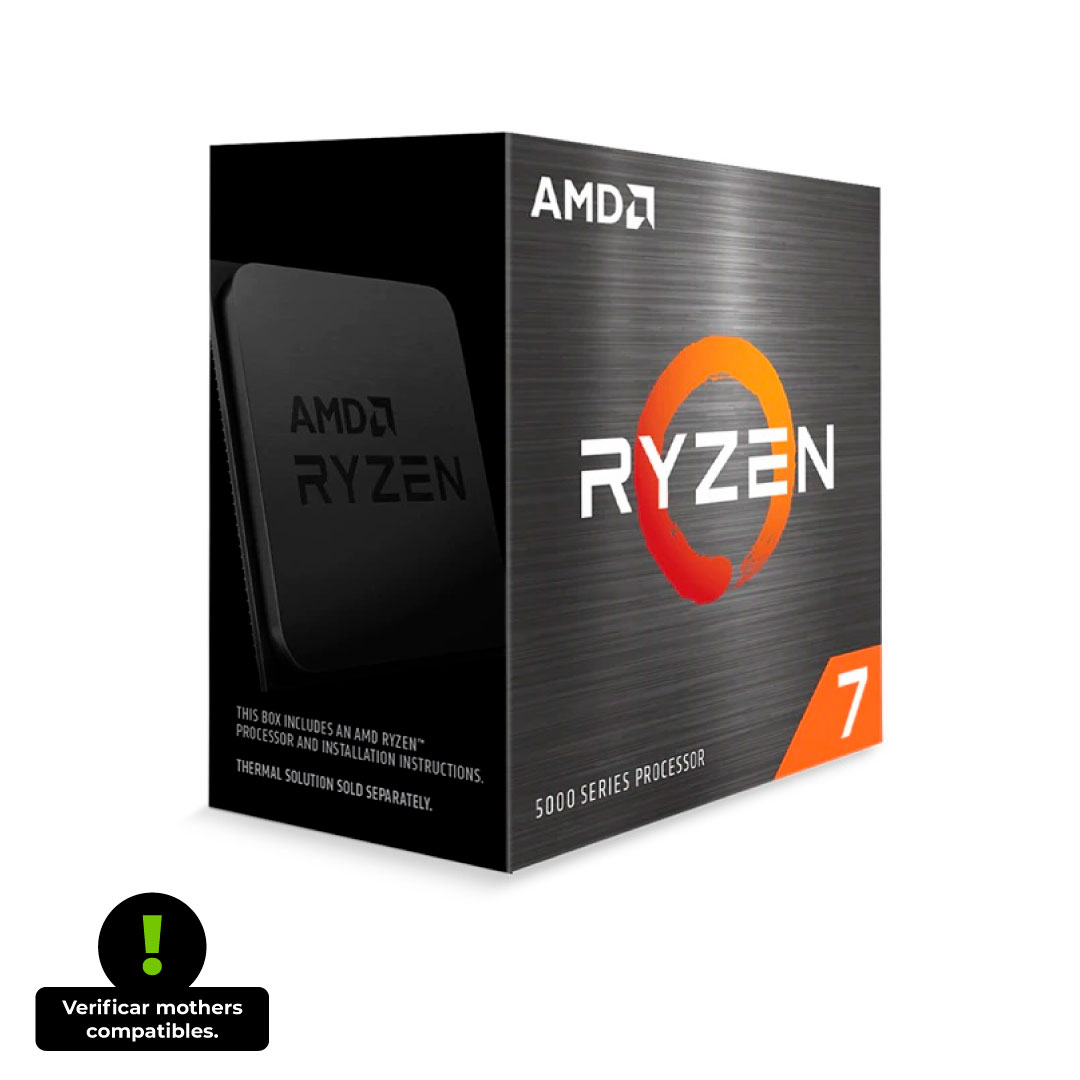 AMD
RYZEN
7
5000 SERIES PROCESSOR
AMD
RYZEN
THIS BOX INCLUDES AN AMD RYZEN™
PROCESSOR AND INSTALLATION INSTRUCTIONS.
THERMAL SOLUTION SOLD SEPARATELY.
!
Verificar mothers
compatibles.